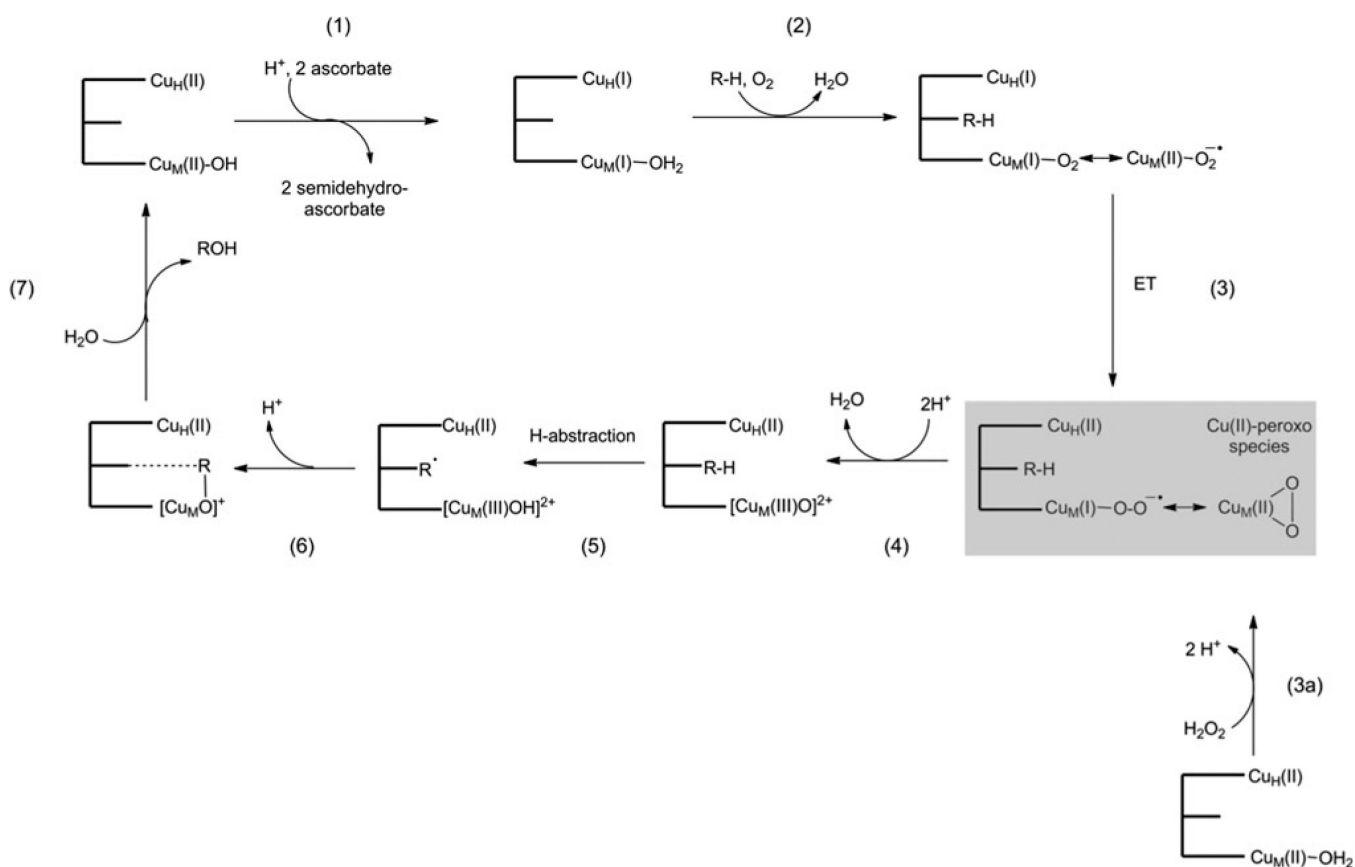 (1)
(2)
Cu_H(II)
H⁺, 2 ascorbate
Cu_M(II)-OH
2 semidehydro-
ascorbate
Cu_H(I)
Cu_M(I)-OH₂
R-H, O₂
H₂O
Cu_H(I)
R-H
Cu_M(I)-O₂ ↔ Cu_M(II)-O₂⁻•
ET
(3)
(7)
ROH
H₂O
Cu_H(II)
R
[Cu_MO]⁺
H⁺
(6)
Cu_H(II)
R•
[Cu_M(III)OH]²⁺
H-abstraction
(5)
Cu_H(II)
R-H
[Cu_M(III)O]²⁺
H₂O
2H⁺
(4)
Cu_H(II)
R-H
Cu_M(I)-O-O⁻• ↔ Cu_M(II)
O
O
Cu(II)-peroxo
species
2 H⁺
H₂O₂
(3a)
Cu_H(II)
Cu_M(II)-OH₂